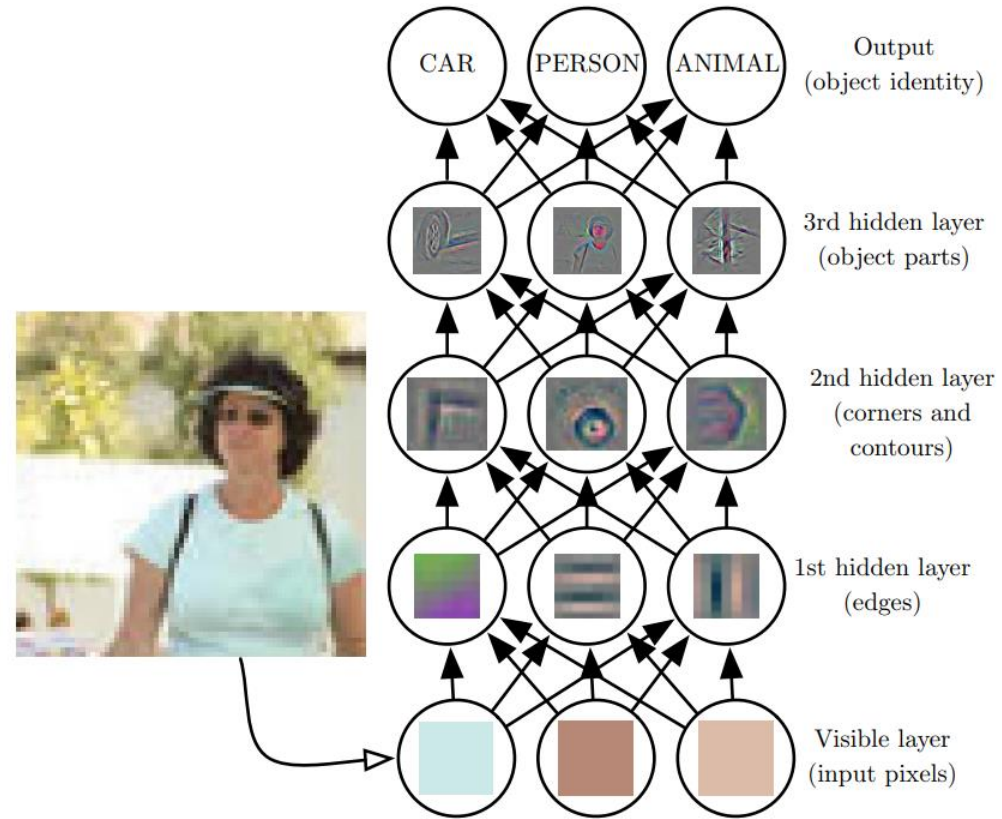 CAR
PERSON
ANIMAL
Output
(object identity)
3rd hidden layer
(object parts)
2nd hidden layer
(corners and
contours)
1st hidden layer
(edges)
Visible layer
(input pixels)